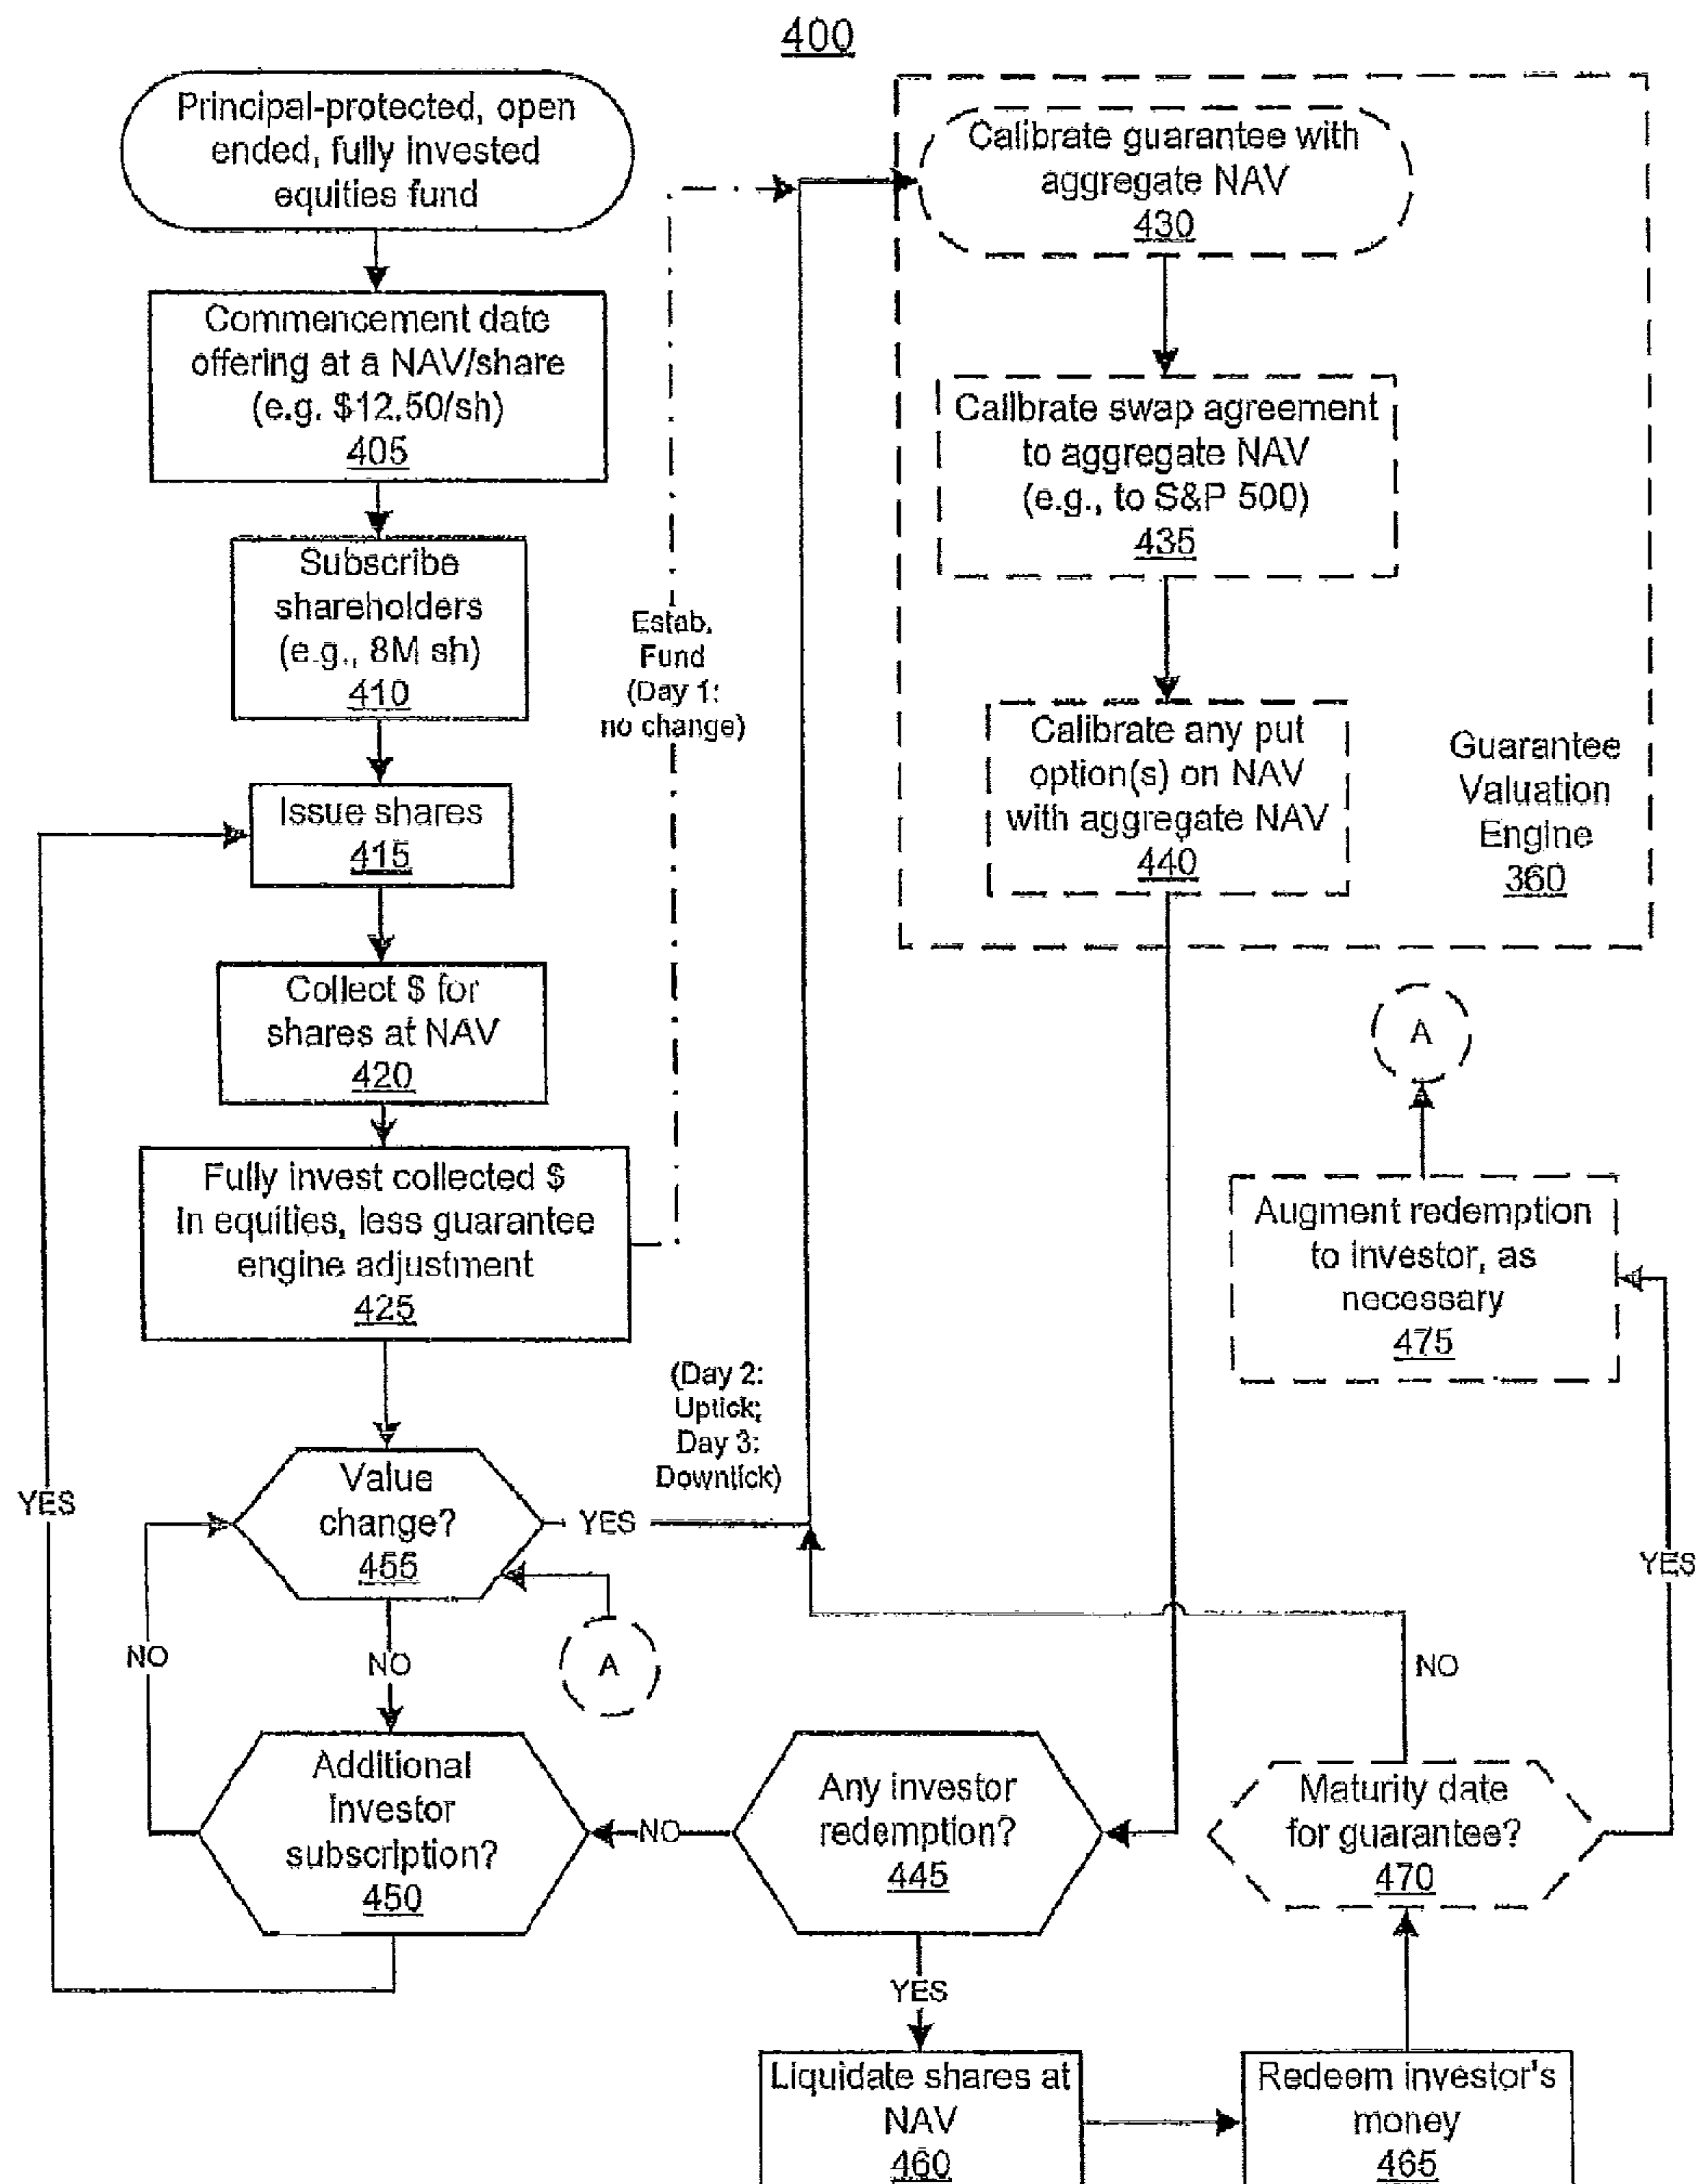 400
Principal-protected, open
ended, fully invested
equities fund
Commencement date
offering at a NAV/share
(e.g. $12.50/sh)
405
Subscribe
shareholders
(e.g., 8M sh)
410
Issue shares
415
Collect $ for
shares at NAV
420
Fully invest collected $
In equities, less guarantee
engine adjustment
425
Estab.
Fund
(Day 1:
no change)
Calibrate guarantee with
aggregate NAV
430
Calibrate swap agreement
to aggregate NAV
(e.g., to S&P 500)
435
Calibrate any put
option(s) on NAV
with aggregate NAV
440
Guarantee
Valuation
Engine
360
A
Augment redemption
to investor, as
necessary
475
(Day 2:
Uptick;
Day 3:
Downtick)
Value
change?
455
YES
YES
YES
NO
NO
A
NO
Additional
Investor
subscription?
450
NO
Any investor
redemption?
445
Maturity date
for guarantee?
470
YES
Liquidate shares at
NAV
460
Redeem investor's
money
465